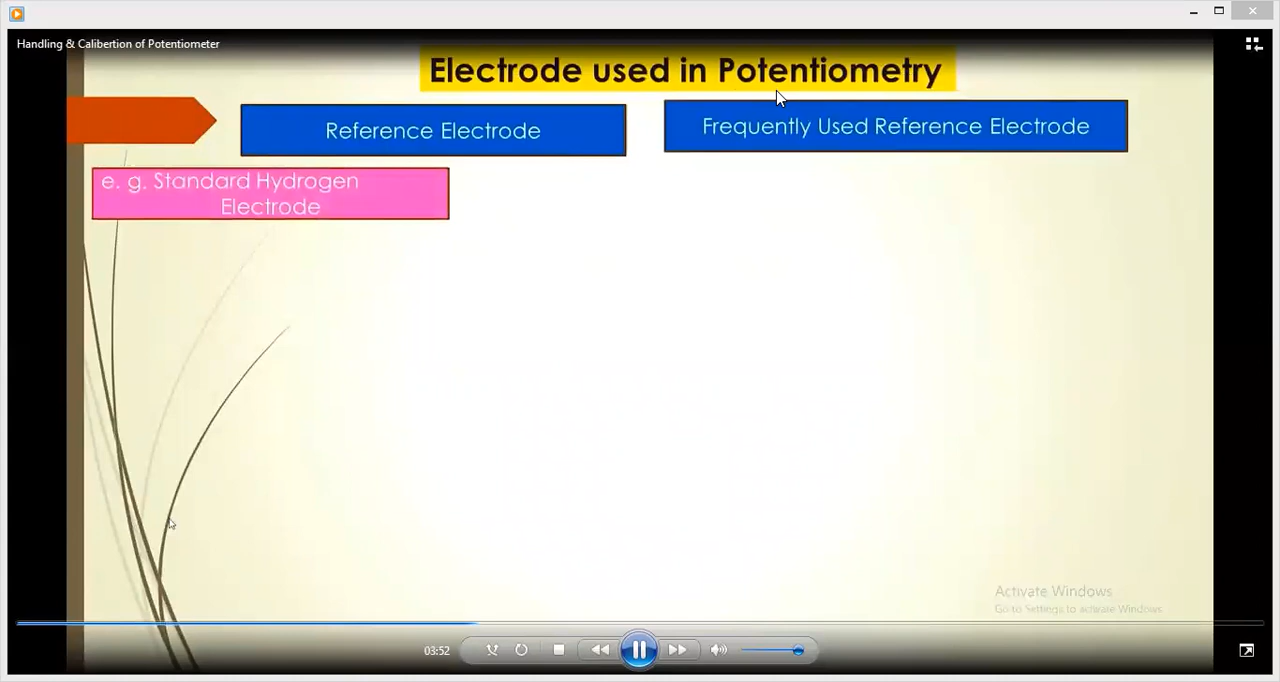 Handling & Calibertion of Potentiometer
Electrode used in Potentiometry
Reference Electrode
Frequently Used Reference Electrode
e. g. Standard Hydrogen
Electrode
Activate Windows
Go to Settings to activate Windows.
03:52